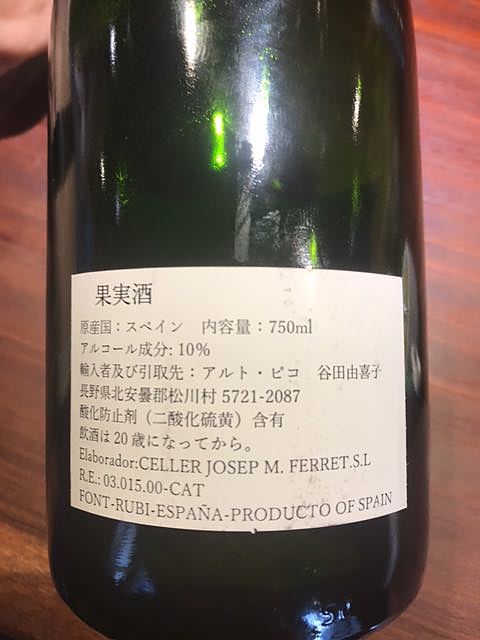 果実酒
原産国：スペイン　内容量：750ml
アルコール成分: 10%
輸入者及び引取先：アルト・ピコ　谷田由喜子
長野県北安曇郡松川村 5721-2087
酸化防止剤（二酸化硫黄）含有
飲酒は 20 歳になってから。
Elaborador:CELLER JOSEP M. FERRET.S.L
R.E.: 03.015.00-CAT
FONT-RUBI-ESPAÑA-PRODUCTO OF SPAIN